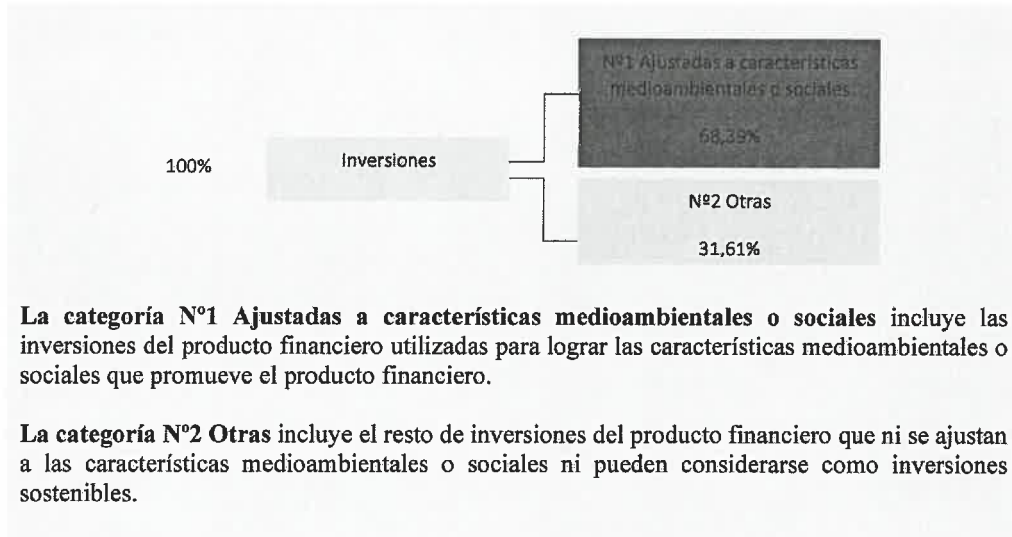 Nº1 Ajustadas a características
medioambientales o sociales
68,39%
100%
Inversiones
Nº2 Otras
31,61%
La categoría Nº1 Ajustadas a características medioambientales o sociales incluye las
inversiones del producto financiero utilizadas para lograr las características medioambientales o
sociales que promueve el producto financiero.
La categoría Nº2 Otras incluye el resto de inversiones del producto financiero que ni se ajustan
a las características medioambientales o sociales ni pueden considerarse como inversiones
sostenibles.